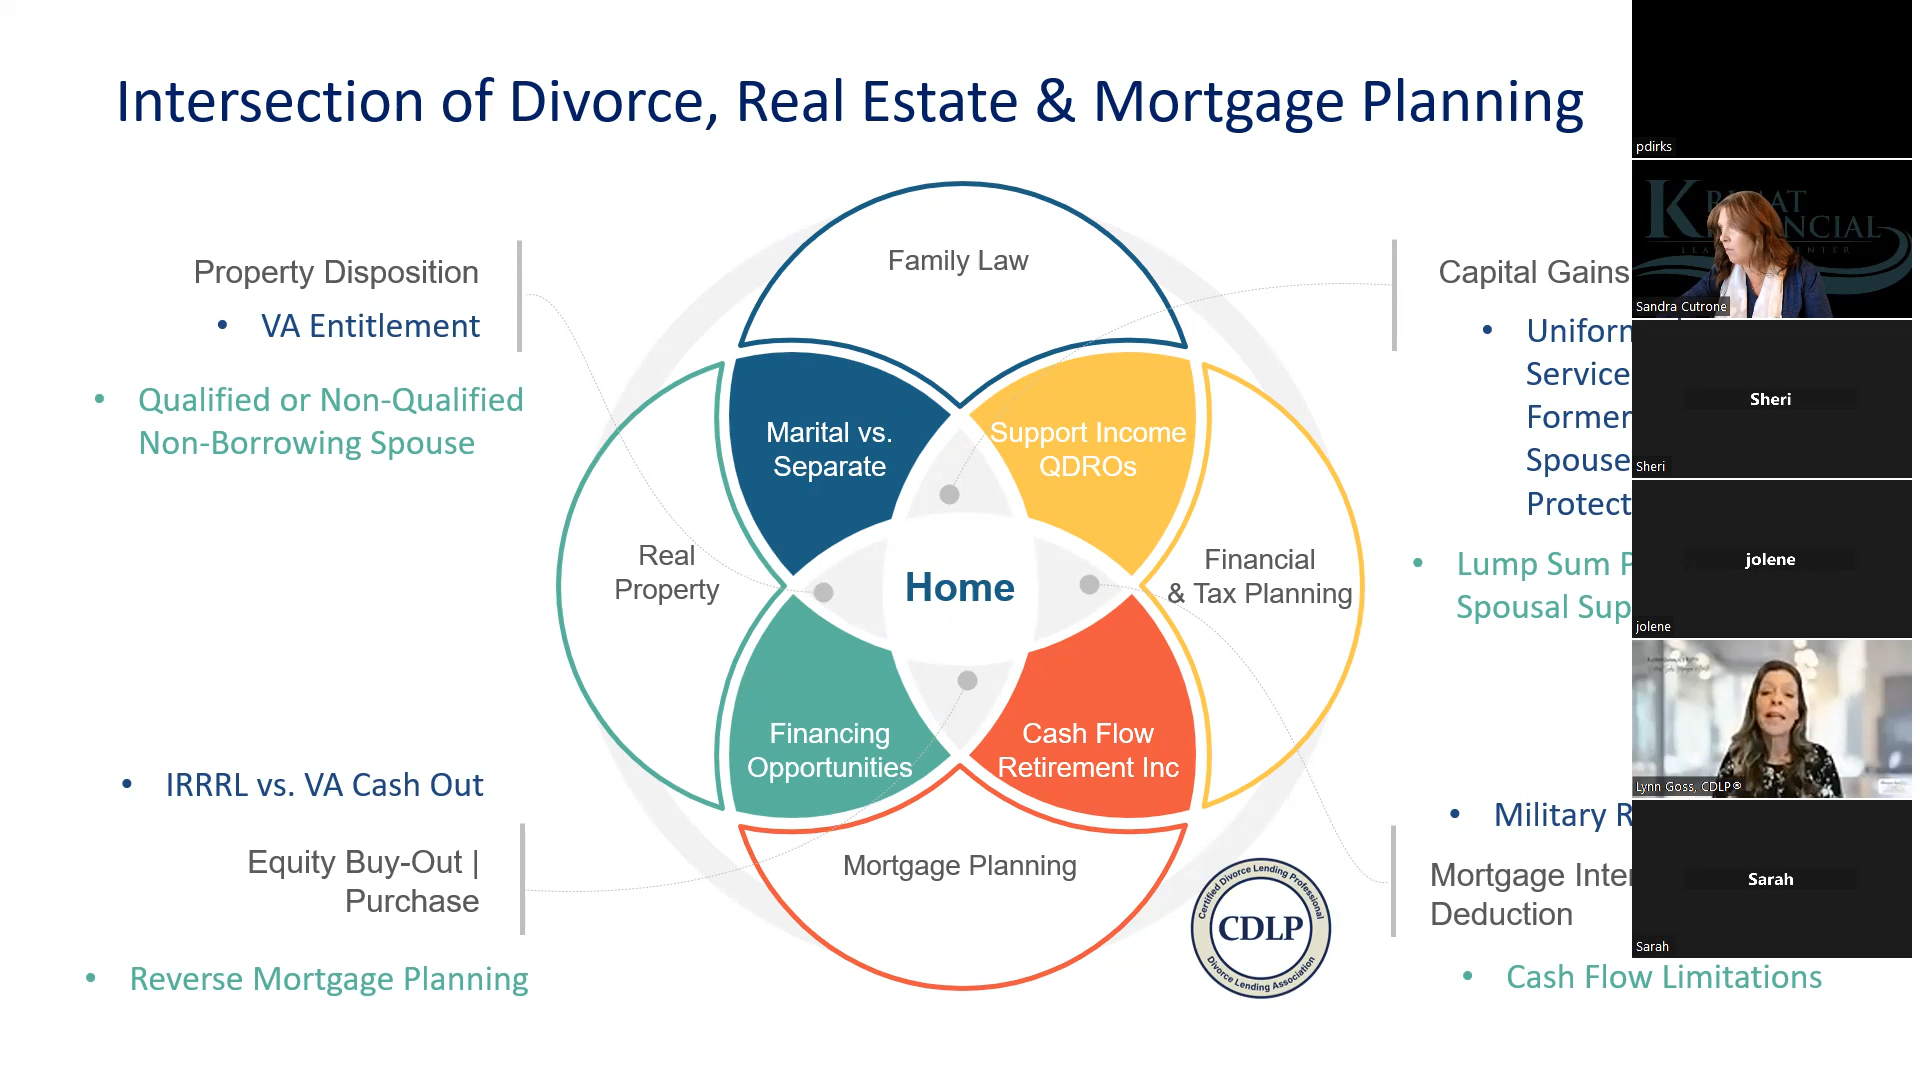 Intersection of Divorce, Real Estate & Mortgage Planning
Property Disposition
• VA Entitlement
• Qualified or Non-Qualified
Non-Borrowing Spouse
Family Law
Marital vs.
Separate
Support Income
QDROs
Real
Property
Home
Financial
& Tax Planning
Financing
Opportunities
Cash Flow
Retirement Inc
Mortgage Planning
• IRRRL vs. VA Cash Out
Equity Buy-Out |
Purchase
• Reverse Mortgage Planning
Certified Divorce Lending Professional
CDLP
Divorce Lending Association
Capital Gains
•
Service
Former
Spouse
Protect
• Lump Sum
Spousal
• Military
Mortgage
Deduction
• Cash Flow Limitations
pdirks
Sandra Cutrone
Sheri
Sheri
jolene
jolene
Lynn Goss, CDLP®
Sarah
Sarah